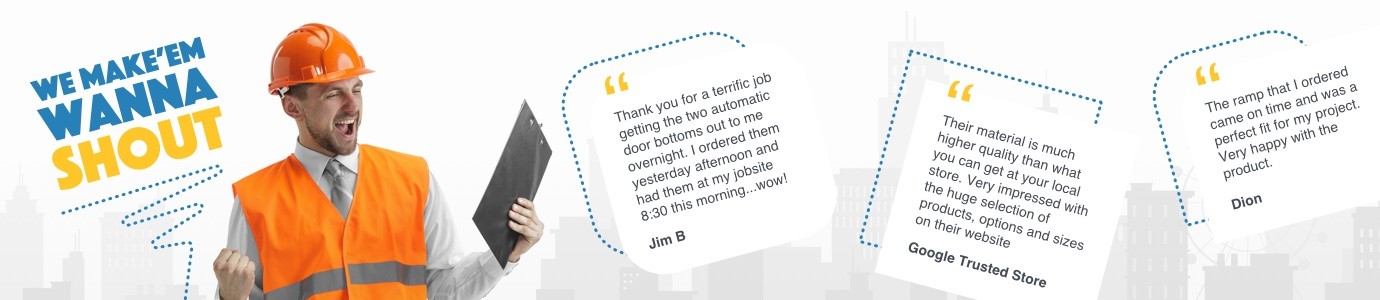 WE MAKE'EM
WANNA
SHOUT
“
Thank you for a terrific job
getting the two automatic
door bottoms out to me
overnight. I ordered them
yesterday afternoon and
had them at my jobsite
8:30 this morning...wow!
Jim B
“
Their material is much
higher quality than what
you can get at your local
store. Very impressed with
the huge selection of
products, options and sizes
on their website
Google Trusted Store
“
The ramp that I ordered
came on time and was a
perfect fit for my project.
Very happy with the
product.
Dion